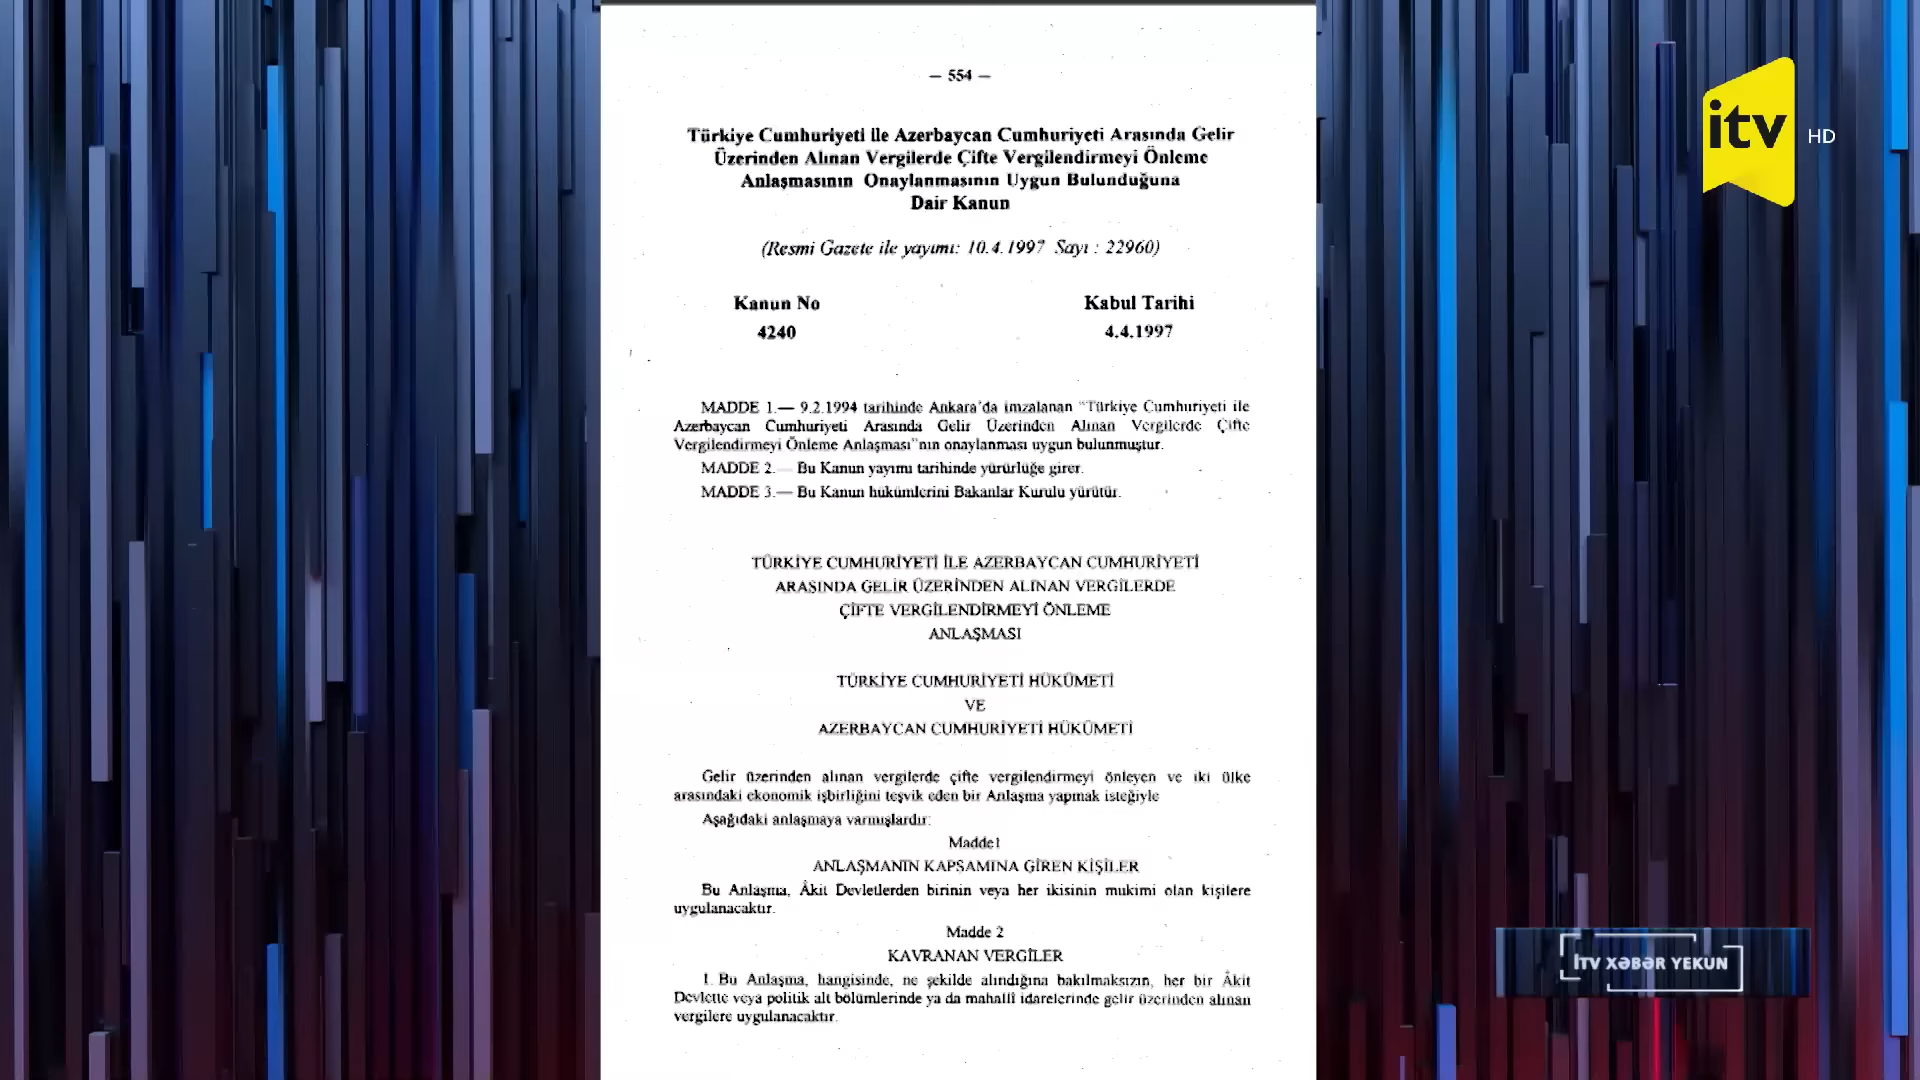 — 554 —
Türkiye Cumhuriyeti ile Azerbaycan Cumhuriyeti Arasında Gelir
Üzerinden Alınan Vergilerde Çifte Vergilendirmeyi Önleme
Anlaşmasının Onaylanmasının Uygun Bulunduğuna
Dair Kanun
(Resmi Gazete ile yayımı: 10.4.1997 Sayı : 22960)
Kanun No Kabul Tarihi
4240 4.4.1997
MADDE 1.— 9.2.1994 tarihinde Ankara'da imzalanan "Türkiye Cumhuriyeti ile
Azerbaycan Cumhuriyeti Arasında Gelir Üzerinden Alınan Vergilerde Çifte
Vergilendirmeyi Önleme Anlaşması"nın onaylanması uygun bulunmuştur.
MADDE 2.— Bu Kanun yayımı tarihinde yürürlüğe girer.
MADDE 3.— Bu Kanun hükümlerini Bakanlar Kurulu yürütür.
TÜRKİYE CUMHURİYETİ İLE AZERBAYCAN CUMHURİYETİ
ARASINDA GELİR ÜZERİNDEN ALINAN VERGİLERDE
ÇİFTE VERGİLENDİRMEYİ ÖNLEME
ANLAŞMASI
TÜRKİYE CUMHURİYETİ HÜKÜMETİ
VE
AZERBAYCAN CUMHURİYETİ HÜKÜMETİ
Gelir üzerinden alınan vergilerde çifte vergilendirmeyi önleyen ve iki ülke
arasındaki ekonomik işbirliğini teşvik eden bir Anlaşma yapmak isteğiyle
Aşağıdaki anlaşmaya varmışlardır:
Madde1
ANLAŞMANIN KAPSAMINA GİREN KİŞİLER
Bu Anlaşma, Âkit Devletlerden birinin veya her ikisinin mukimi olan kişilere
uygulanacaktır.
Madde 2
KAVRANAN VERGİLER
1. Bu Anlaşma, hangisinde, ne şekilde alındığına bakılmaksızın, her bir Âkit
Devlette veya politik alt bölümlerinde ya da mahallî idarelerinde gelir üzerinden alınan
vergilere uygulanacaktır.
itv HD
İTV XƏBƏR YEKUN